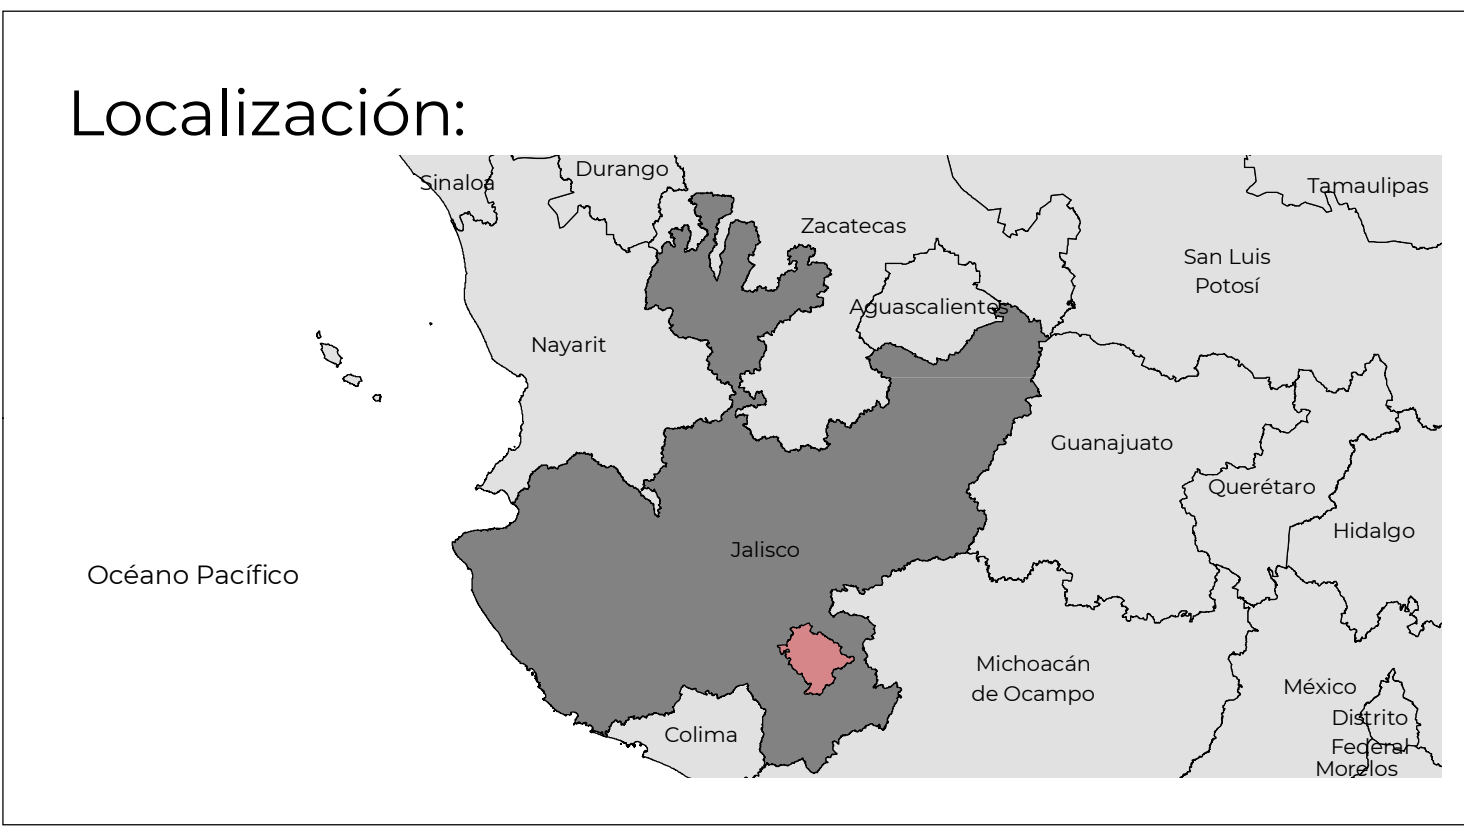 Localización:
Sinaloa
Durango
Zacatecas
Tamaulipas
San Luis
Potosí
Aguascalientes
Nayarit
Guanajuato
Querétaro
Hidalgo
Jalisco
Océano Pacífico
Michoacán
de Ocampo
México
Distrito
Federal
Morelos
Colima